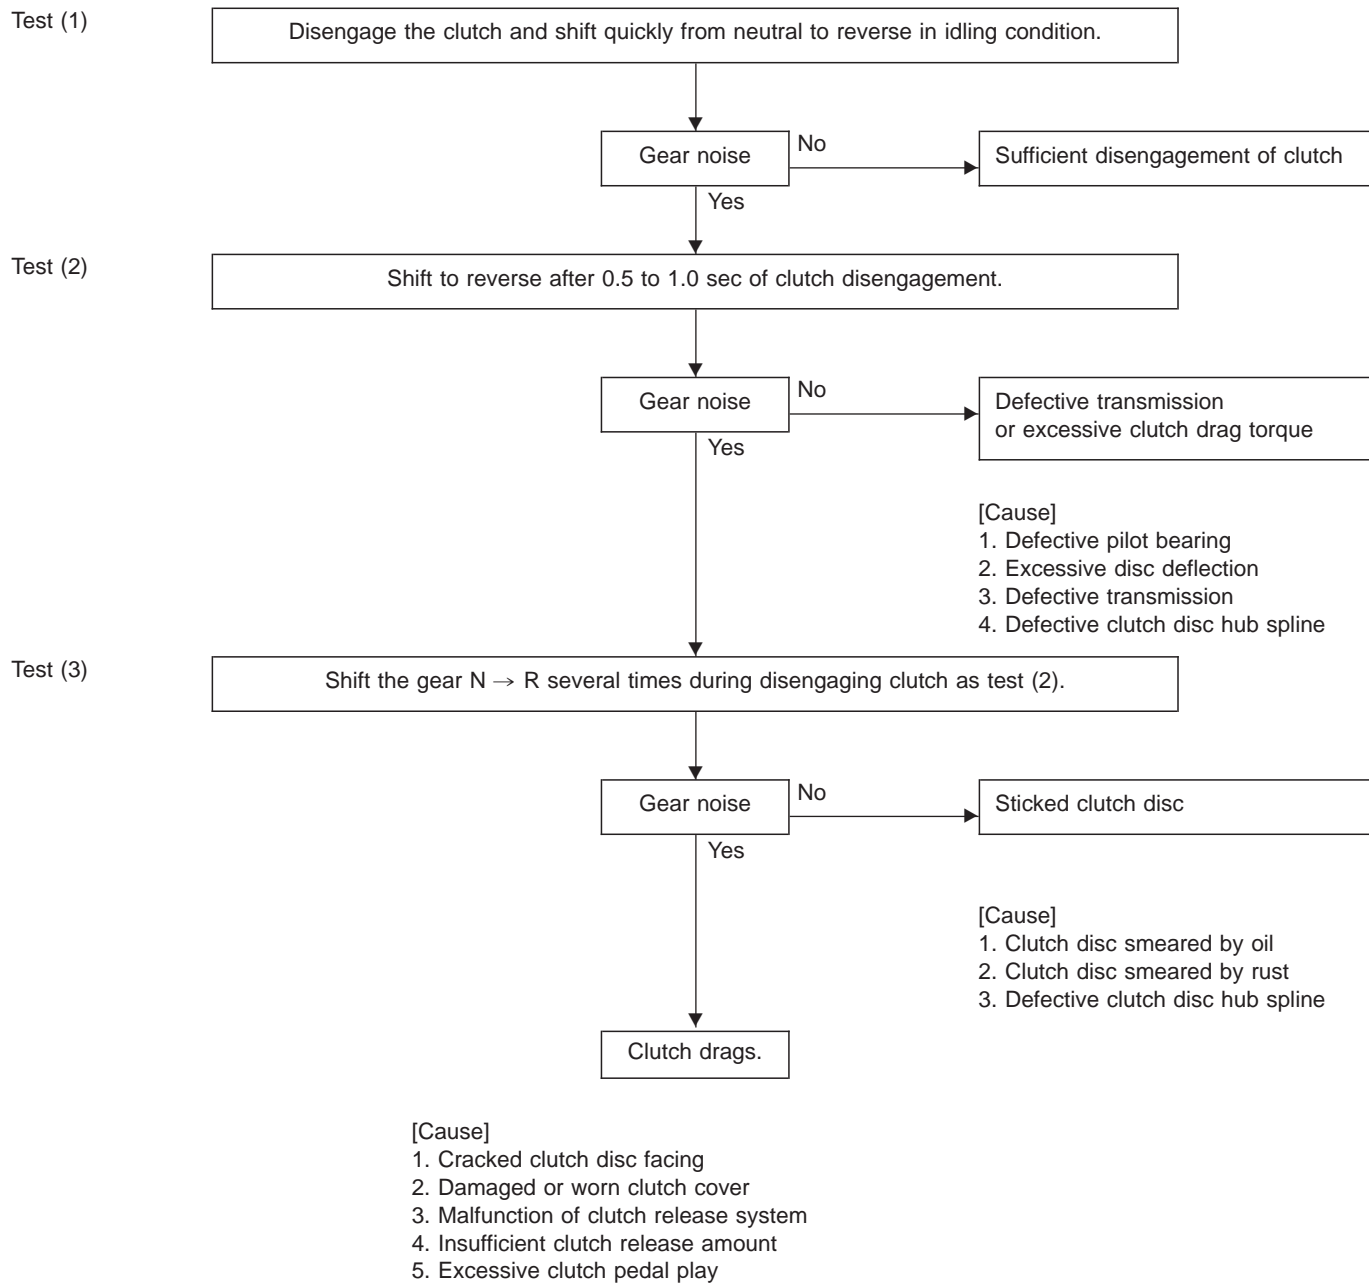 Test (1)
Disengage the clutch and shift quickly from neutral to reverse in idling condition.
Gear noise
No
Sufficient disengagement of clutch
Yes
Test (2)
Shift to reverse after 0.5 to 1.0 sec of clutch disengagement.
Gear noise
No
Defective transmission
or excessive clutch drag torque
Yes
[Cause]
1. Defective pilot bearing
2. Excessive disc deflection
3. Defective transmission
4. Defective clutch disc hub spline
Test (3)
Shift the gear N → R several times during disengaging clutch as test (2).
Gear noise
No
Sticked clutch disc
Yes
[Cause]
1. Clutch disc smeared by oil
2. Clutch disc smeared by rust
3. Defective clutch disc hub spline
Clutch drags.
[Cause]
1. Cracked clutch disc facing
2. Damaged or worn clutch cover
3. Malfunction of clutch release system
4. Insufficient clutch release amount
5. Excessive clutch pedal play